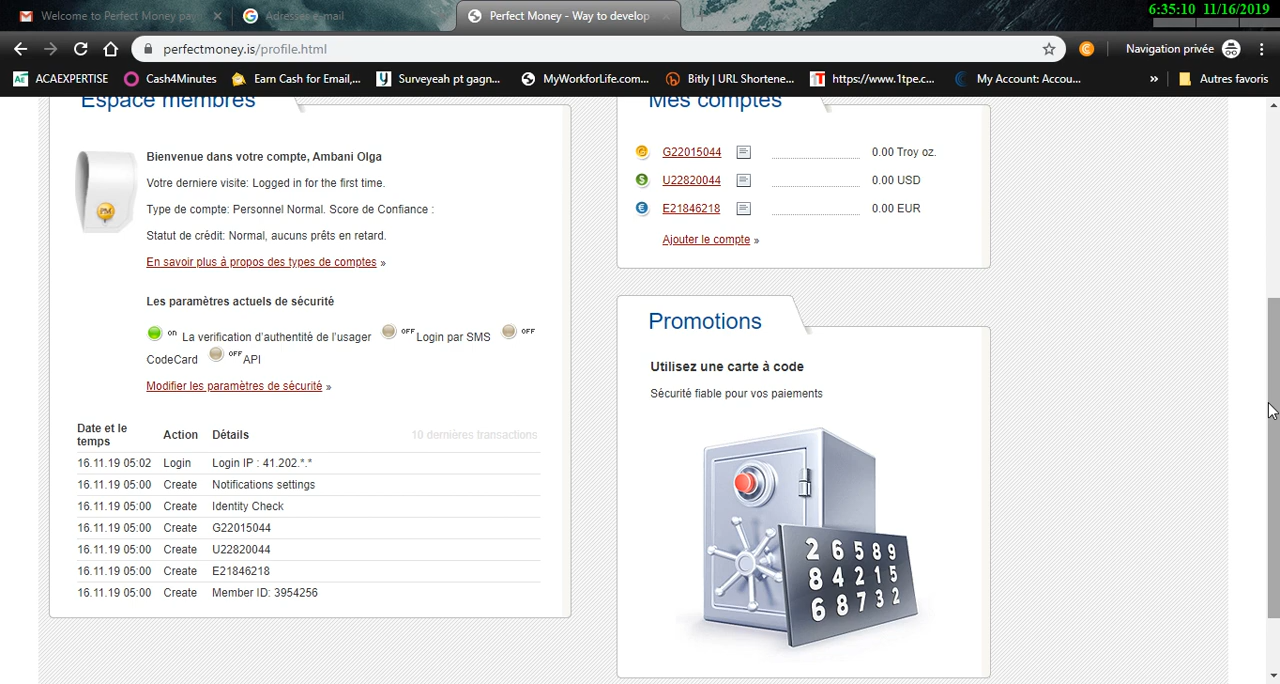 6:35:10 11/16/2019
Welcome to Perfect Money pay
Adresses e-mail
Perfect Money - Way to develop
perfectmoney.is/profile.html
Navigation privée
ACAEXPERTISE
Cash4Minutes
Earn Cash for Email,...
Surveyeah pt gagn...
MyWorkforLife.com...
Bitly | URL Shortene...
https://www.1tpe.c...
My Account: Accou...
»
Autres favoris
Espace membres
Bienvenue dans votre compte, Ambani Olga
Votre derniere visite: Logged in for the first time.
Type de compte: Personnel Normal. Score de Confiance :
Statut de crédit: Normal, aucuns prêts en retard.
En savoir plus à propos des types de comptes »
Les paramètres actuels de sécurité
on La verification d'authentité de l'usager OFF Login par SMS OFF
CodeCard OFF API
Modifier les paramètres de sécurité »
Date et le temps Action Détails 10 dernières transactions
16.11.19 05:02 Login Login IP : 41.202.*.*
16.11.19 05:00 Create Notifications settings
16.11.19 05:00 Create Identity Check
16.11.19 05:00 Create G22015044
16.11.19 05:00 Create U22820044
16.11.19 05:00 Create E21846218
16.11.19 05:00 Create Member ID: 3954256
Mes comptes
G22015044 0.00 Troy oz.
U22820044 0.00 USD
E21846218 0.00 EUR
Ajouter le compte »
Promotions
Utilisez une carte à code
Sécurité fiable pour vos paiements
2 6 5 8 9
8 4 2 1 5
6 8 7 3 2